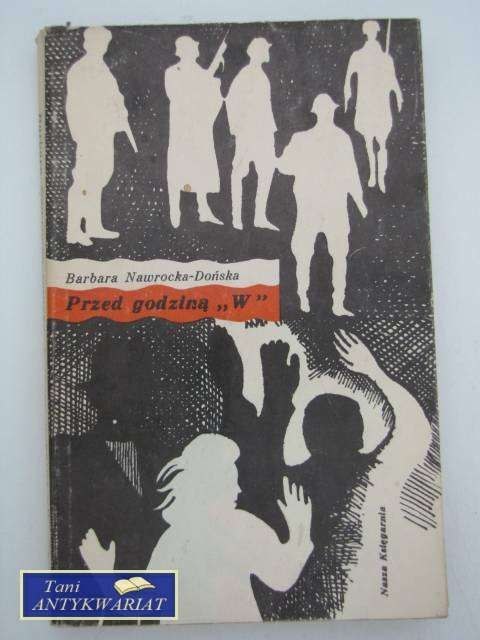 Barbara Nawrocka-Dońska
Przed godziną „W"
Nasza Księgarnia
Tani
ANTYKWARIAT